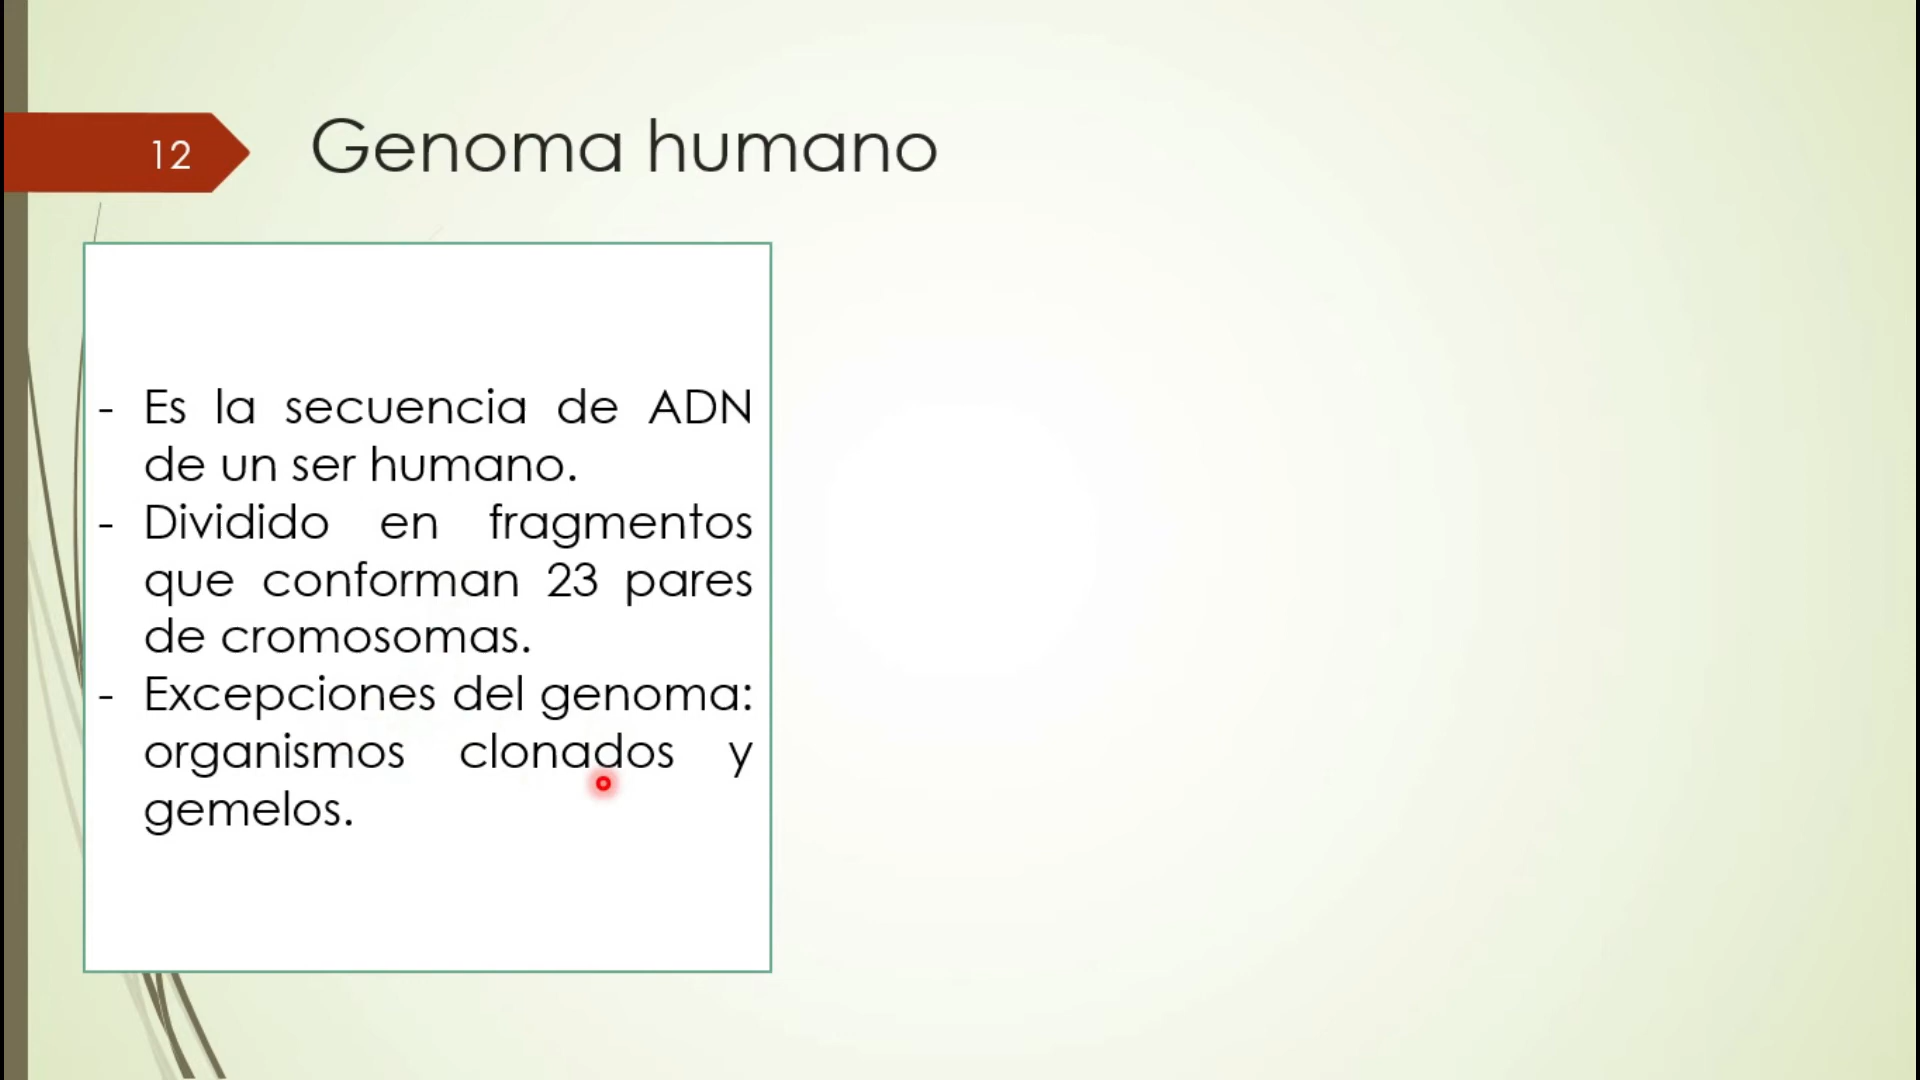 12
Genoma humano
- Es la secuencia de ADN
de un ser humano.
- Dividido en fragmentos
que conforman 23 pares
de cromosomas.
- Excepciones del genoma:
organismos clonados y
gemelos.